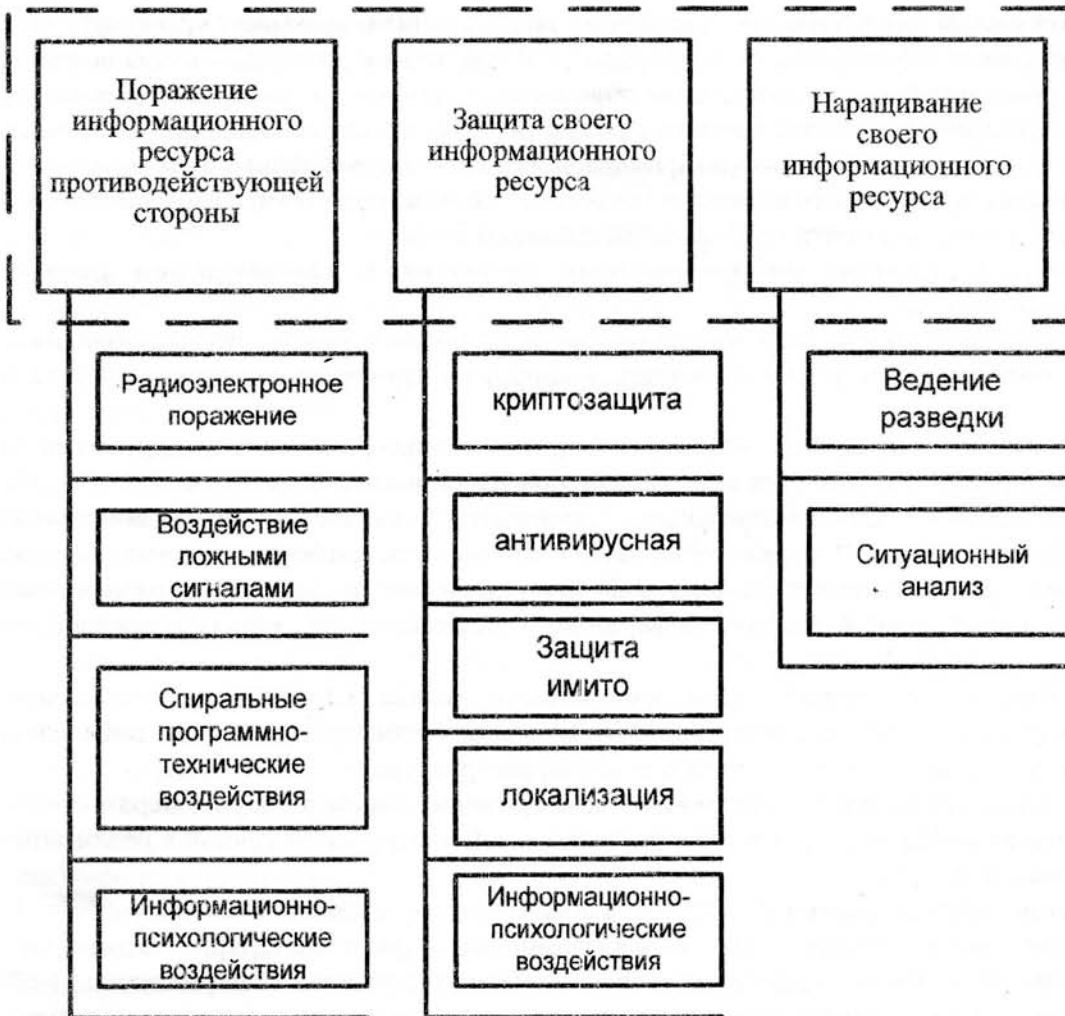 Поражение
информационного
ресурса
противодействующей
стороны
Защита своего
информационного
ресурса
Наращивание
своего
информационного
ресурса
Радиоэлектронное
поражение
Воздействие
ложными
сигналами
Спиральные
программно-
технические
воздействия
Информационно-
психологические
воздействия
криптозащита
антивирусная
Защита
имито
локализация
Информационно-
психологические
воздействия
Ведение
разведки
Ситуационный
анализ